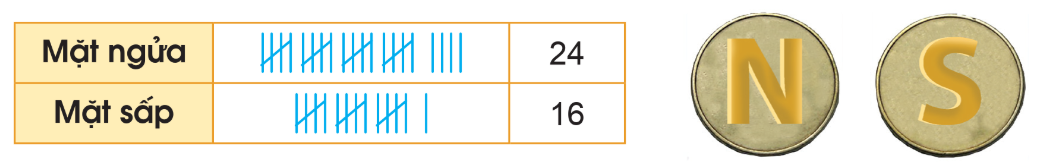 Mặt ngửa 24
Mặt sấp 16
N S